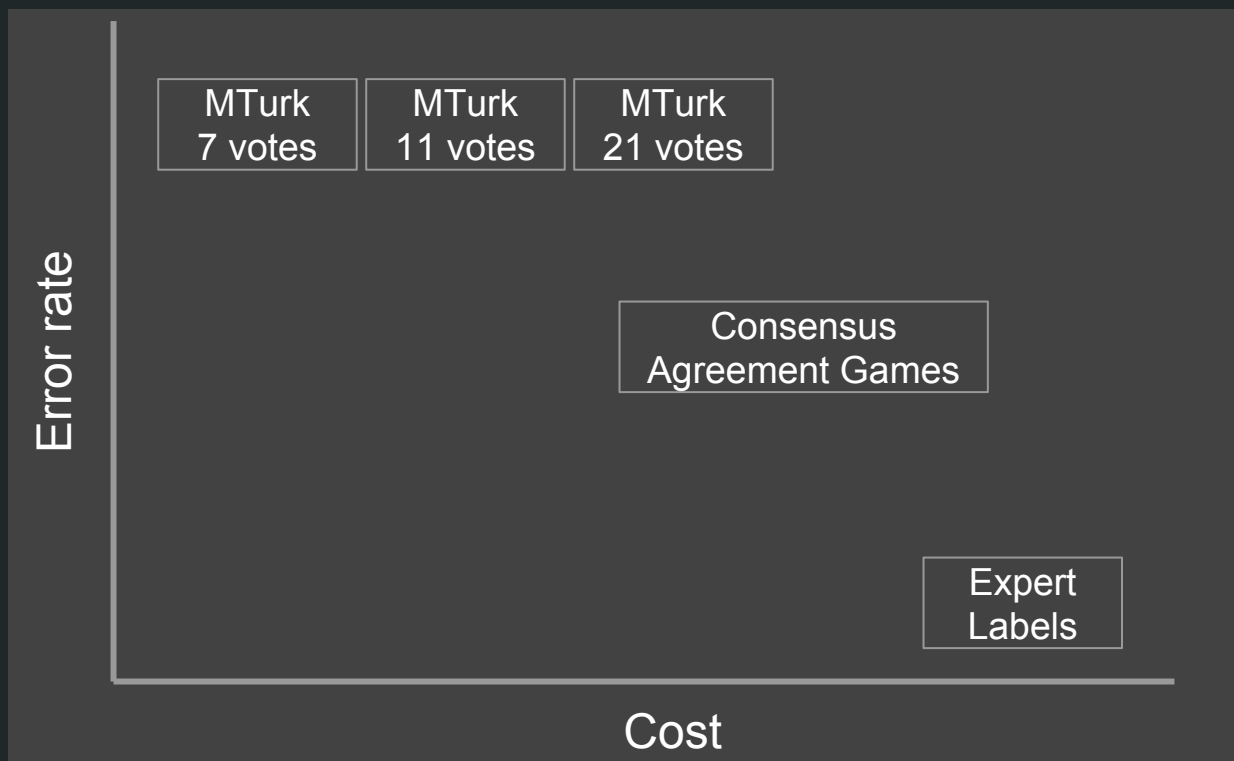 MTurk
7 votes
MTurk
11 votes
MTurk
21 votes
Consensus
Agreement Games
Expert
Labels
Error rate
Cost